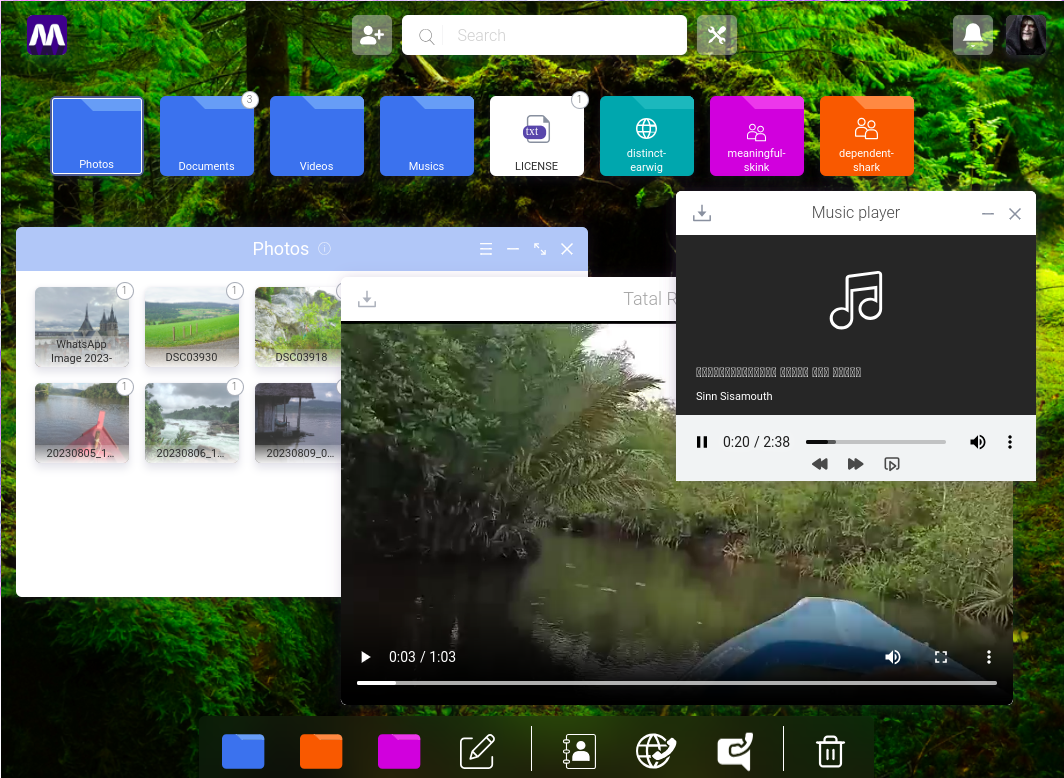 Search
3
1
Photos
Documents
Videos
Musics
txt
LICENSE
distinct-
earwig
meaningful-
skink
dependent-
shark
Music player
Photos
Tatal R
1
1
WhatsApp
Image 2023-
DSC03930
DSC03918
1
1
20230805_1...
20230806_1...
20230809_0...
Sinn Sisamouth
0:20 / 2:38
0:03 / 1:03